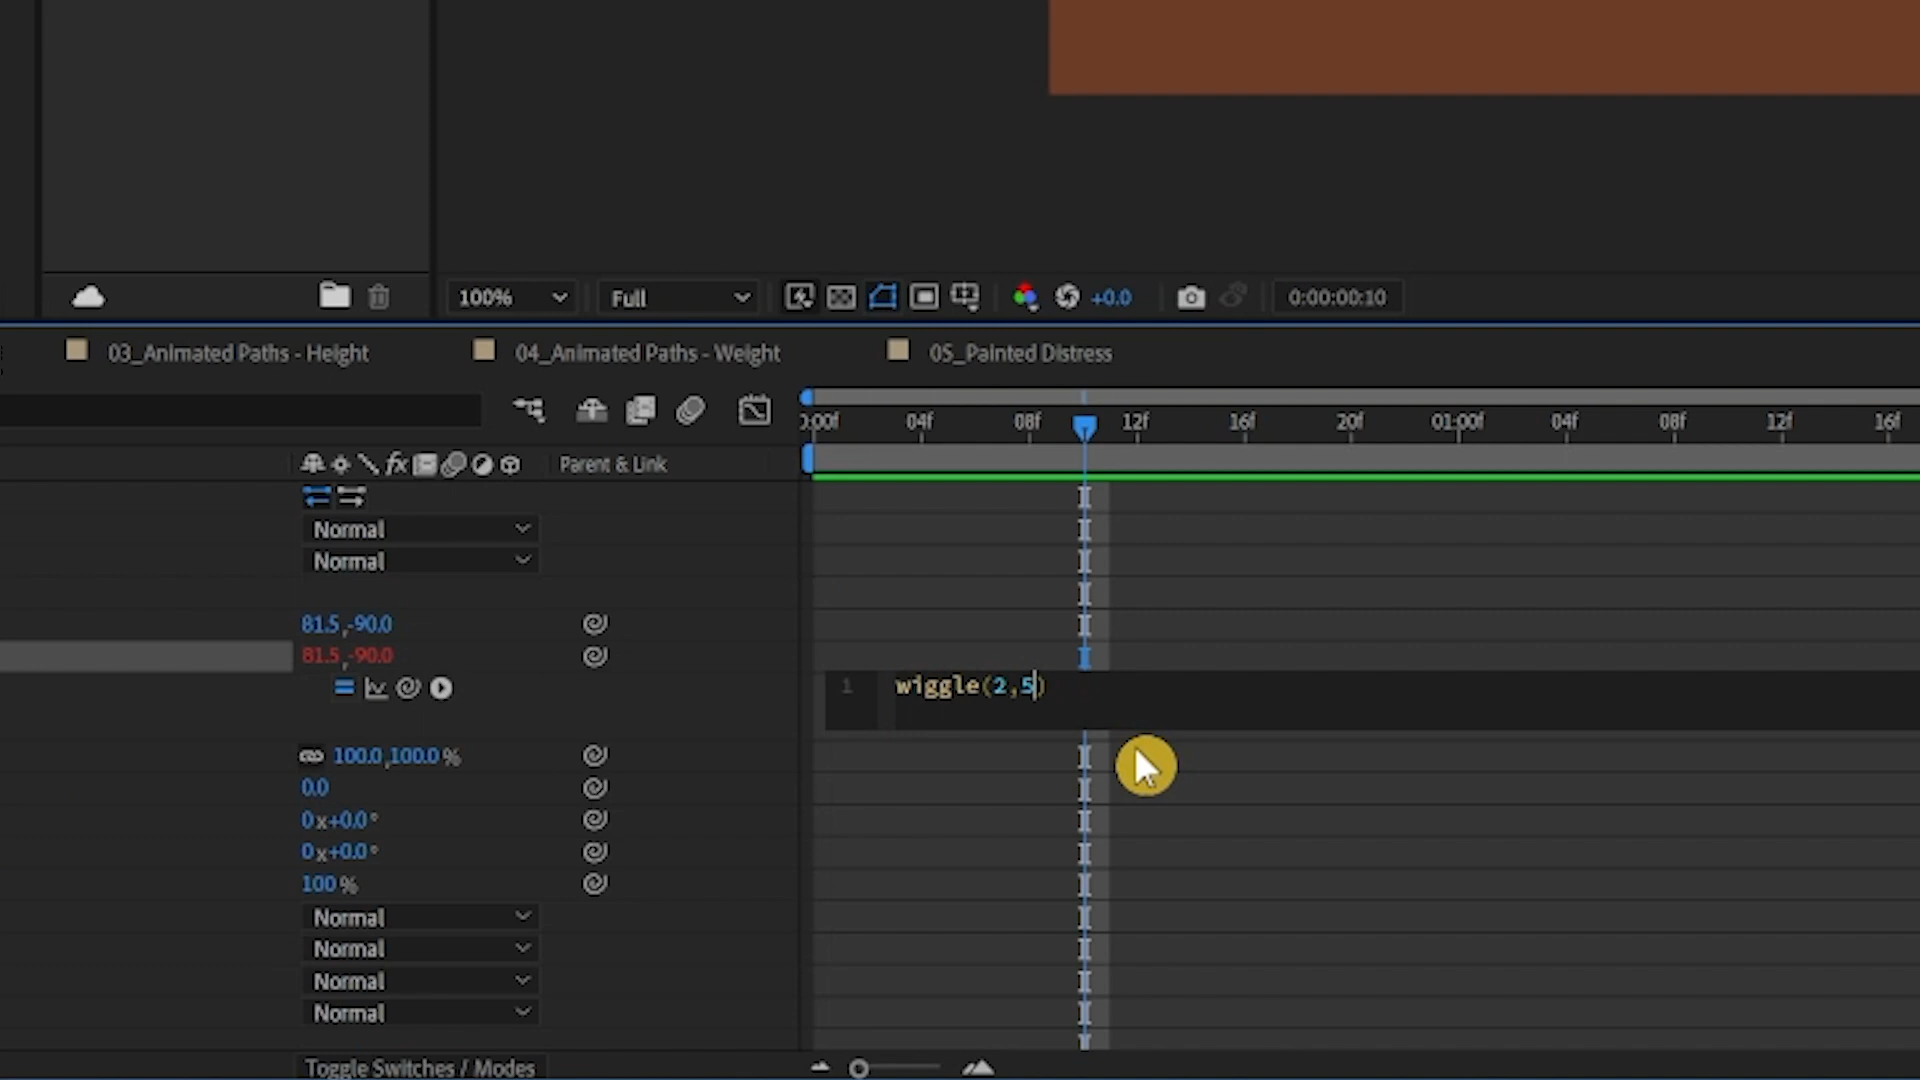 100%
Full
+0.0
0:00:00:10
03_Animated Paths - Height
04_Animated Paths - Weight
05_Painted Distress
0:00f 04f 08f 12f 16f 20f 01:00f 04f 08f 12f 16f
fx
Parent & Link
Normal
Normal
81.5,-90.0
81.5,-90.0
1 wiggle(2,5)
100.0,100.0%
0.0
0x+0.0°
0x+0.0°
100%
Normal
Normal
Normal
Normal
Toggle Switches / Modes